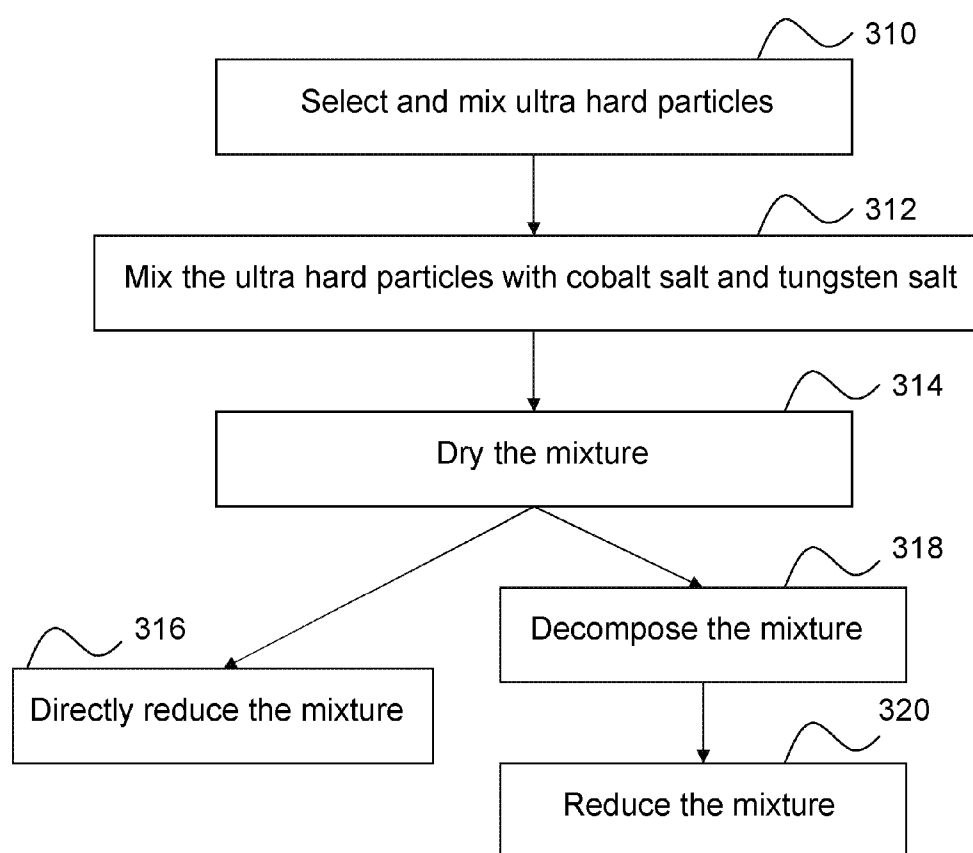 310
Select and mix ultra hard particles
312
Mix the ultra hard particles with cobalt salt and tungsten salt
314
Dry the mixture
318
Decompose the mixture
316
Directly reduce the mixture
320
Reduce the mixture